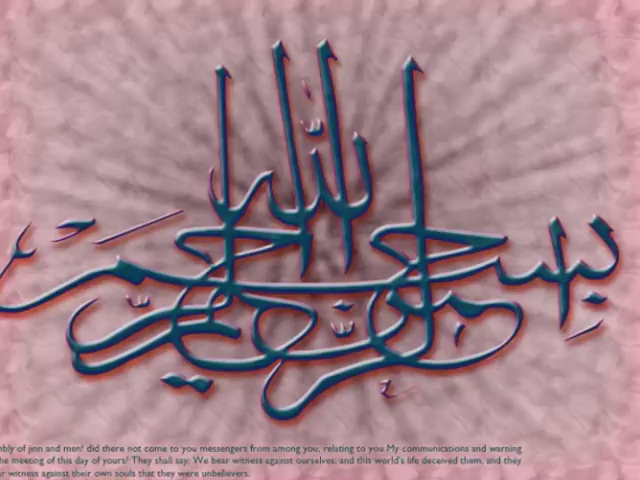 بسم الله الرحمن الرحيم
mbly of jinn and men! did there not come to you messengers from among you, relating to you My communications and warning
he meeting of this day of yours? They shall say: We bear witness against ourselves; and this world's life deceived them, and they
r witness against their own souls that they were unbelievers.